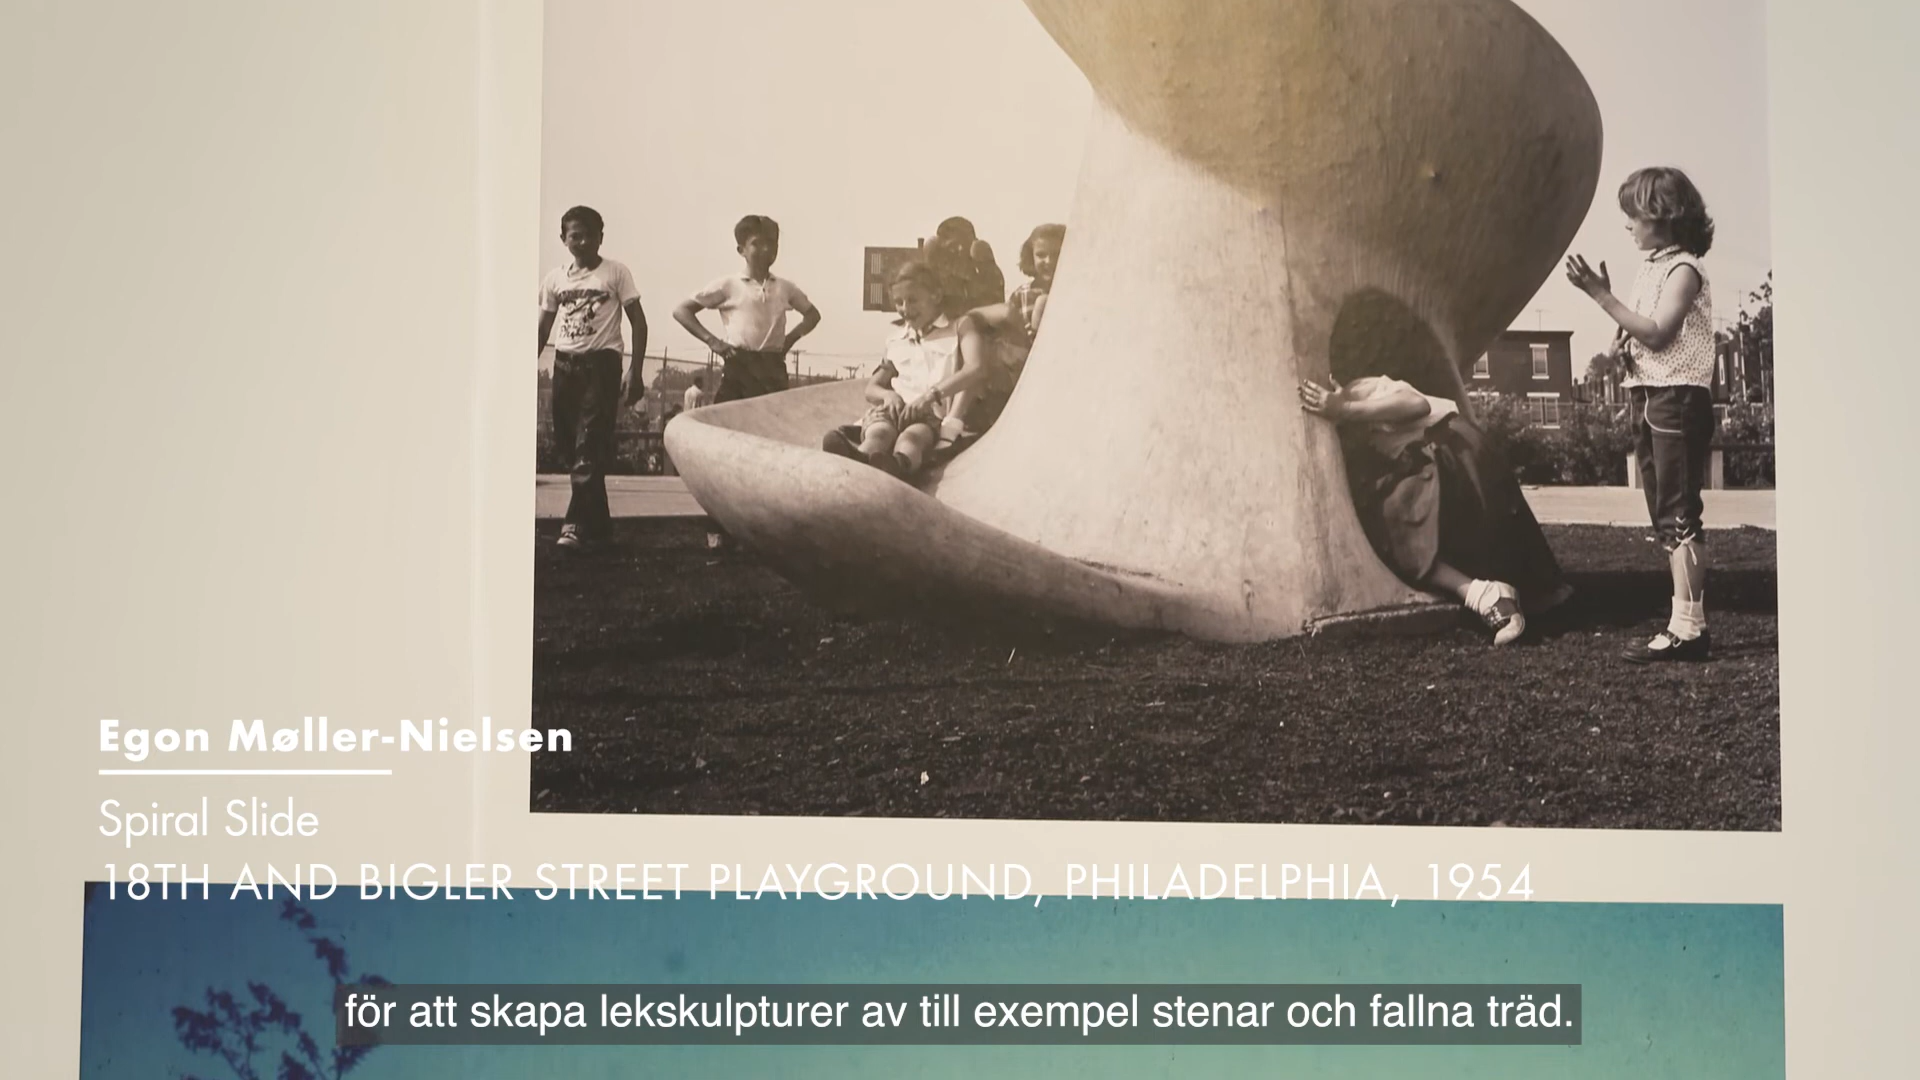 Egon Møller-Nielsen
Spiral Slide
18TH AND BIGLER STREET PLAYGROUND, PHILADELPHIA, 1954
för att skapa lekskulpturer av till exempel stenar och fallna träd.